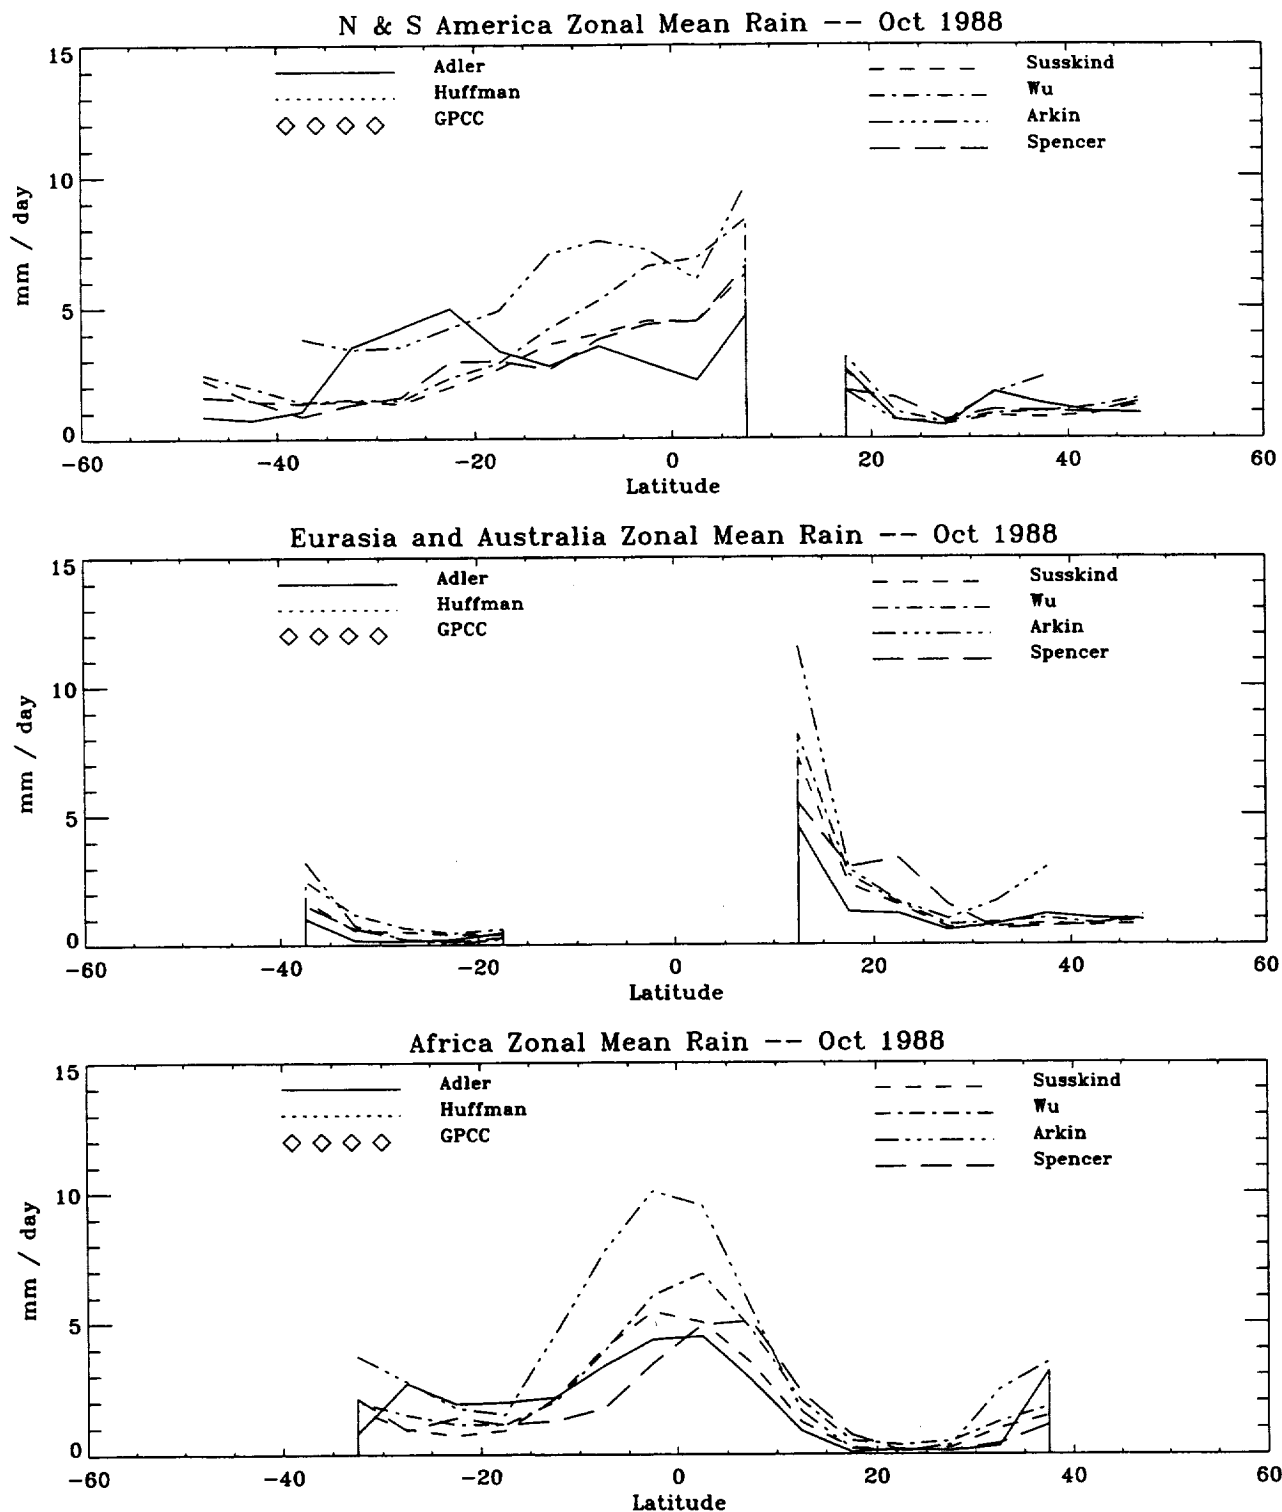 N & S America Zonal Mean Rain -- Oct 1988
Adler
Huffman
GPCC
Susskind
Wu
Arkin
Spencer
15
10
5
0
mm / day
-60 -40 -20 0 20 40 60
Latitude
Eurasia and Australia Zonal Mean Rain -- Oct 1988
Adler
Huffman
GPCC
Susskind
Wu
Arkin
Spencer
15
10
5
0
mm / day
-60 -40 -20 0 20 40 60
Latitude
Africa Zonal Mean Rain -- Oct 1988
Adler
Huffman
GPCC
Susskind
Wu
Arkin
Spencer
15
10
5
0
mm / day
-60 -40 -20 0 20 40 60
Latitude